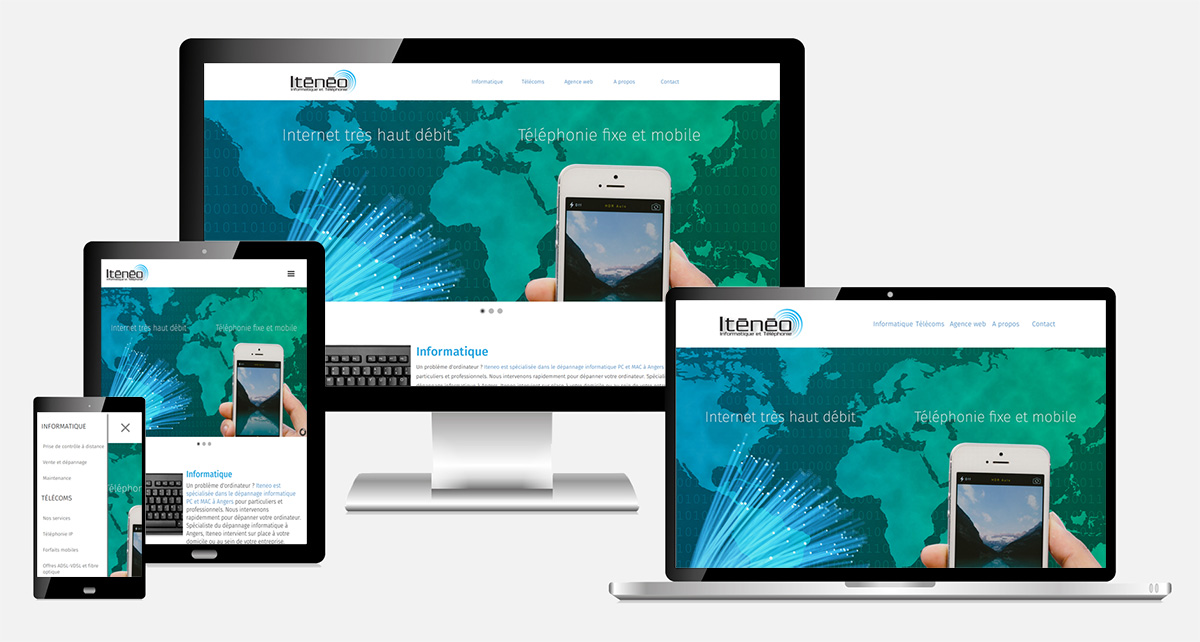 Itēnēo
Informatique et Téléphonie
Informatique Télécoms Agence web A propos Contact
Internet très haut débit
Téléphonie fixe et mobile
Informatique
Un problème d'ordinateur ? Iteneo est spécialisée dans le dépannage informatique PC et MAC à Angers
particuliers et professionnels. Nous intervenons rapidement pour dépanner votre ordinateur. Spécialiste
Itēnēo
Informatique et Téléphonie
Internet très haut débit
Téléphonie fixe et mobile
Informatique
Un problème d'ordinateur ? Iteneo est
spécialisée dans le dépannage informatique
PC et MAC à Angers pour particuliers et
professionnels. Nous intervenons
rapidement pour dépanner votre ordinateur.
Spécialiste du dépannage informatique à
Angers, Iteneo intervient sur place à votre
domicile ou au sein de votre entreprise.
INFORMATIQUE
Prise de contrôle à distance
Vente et dépannage
Maintenance
TÉLÉCOMS
Nos services
Téléphonie IP
Forfaits mobiles
Offres ADSL-VDSL et fibre
optique
Itēnēo
Informatique et Téléphonie
Informatique Télécoms Agence web A propos Contact
Internet très haut débit
Téléphonie fixe et mobile